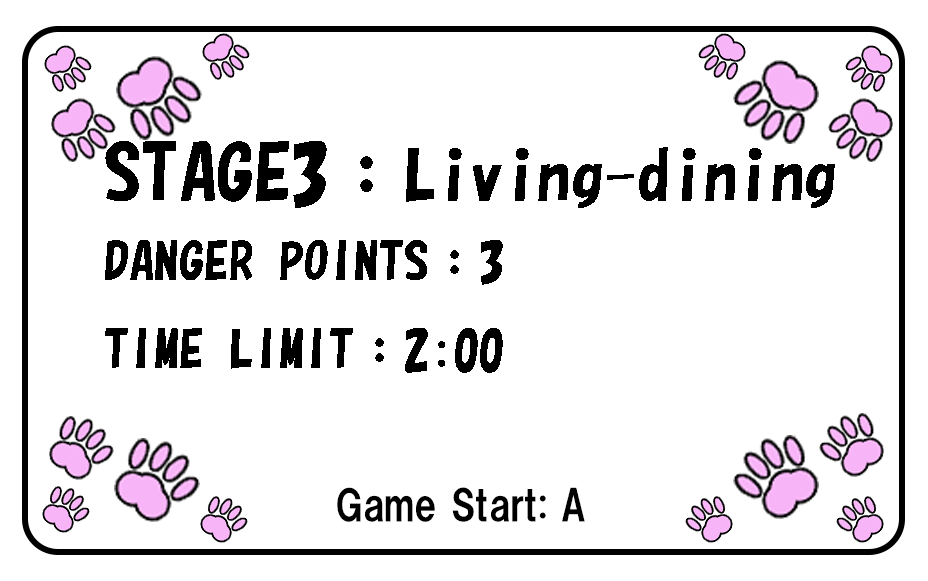 STAGE3 : Living-dining
DANGER POINTS : 3
TIME LIMIT : 2:00
Game Start: A